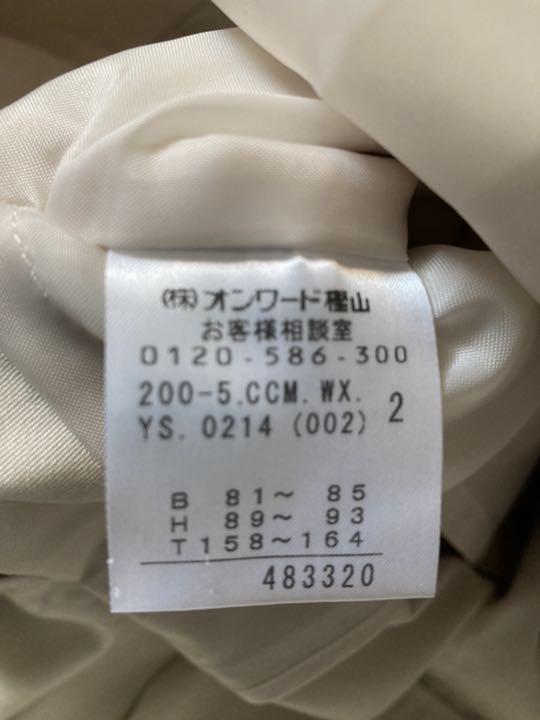 (株)オンワード樫山
お客様相談室
0120-586-300
200-5.CCM.WX. 2
YS. 0214 (002)
B 81～ 85
H 89～ 93
T158～164
483320